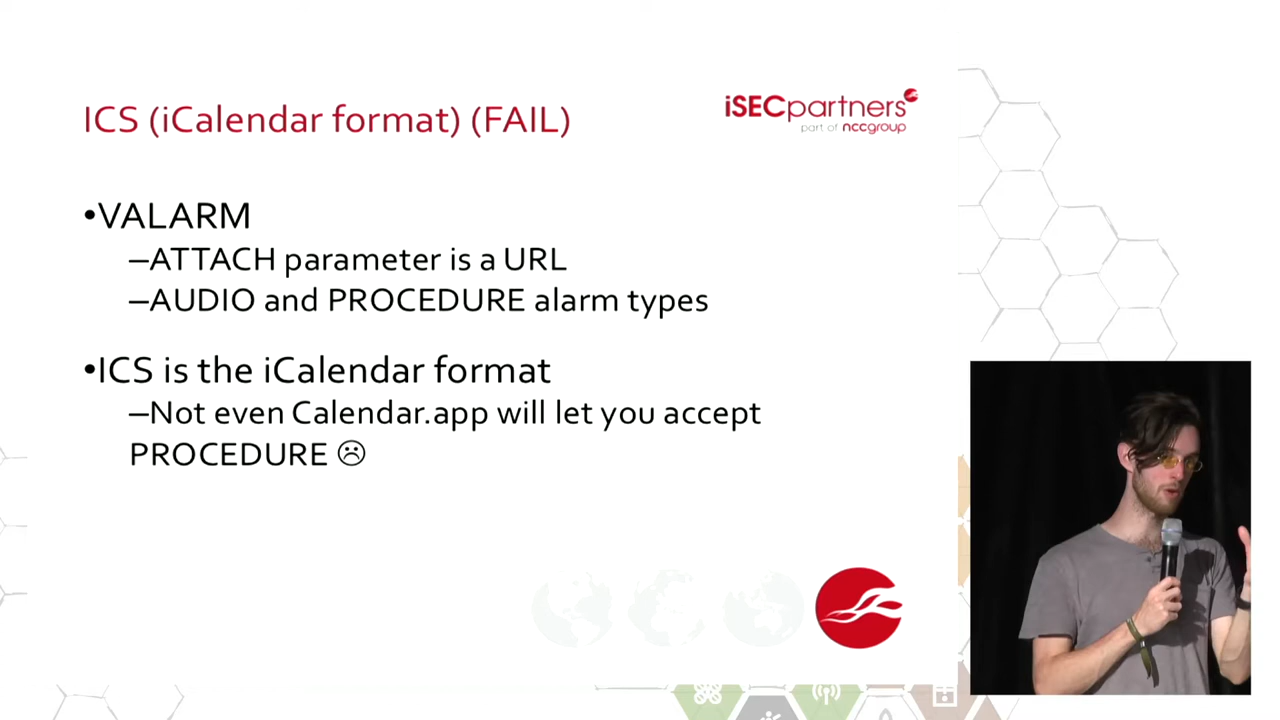 ICS (iCalendar format) (FAIL)
iSECpartners
part of nccgroup
•VALARM
–ATTACH parameter is a URL
–AUDIO and PROCEDURE alarm types
•ICS is the iCalendar format
–Not even Calendar.app will let you accept
PROCEDURE ☹